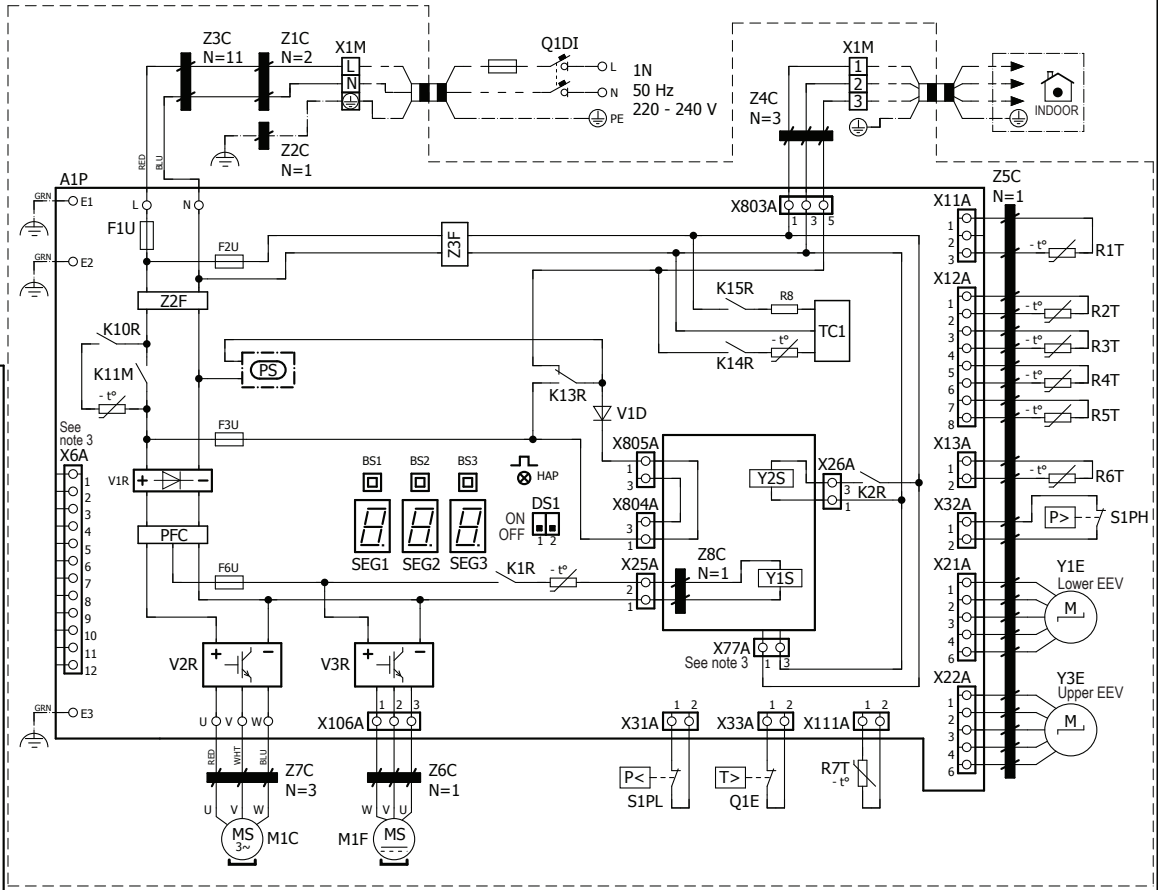 Z3C
N=11
Z1C
N=2
X1M
L
N
Q1DI
L
N
PE
1N
50 Hz
220 - 240 V
Z2C
N=1
X1M
1
2
3
Z4C
N=3
INDOOR
RED
BLU
A1P
GRN
E1
L
N
F1U
F2U
Z3F
X803A
1 3 5
Z5C
N=1
X11A
1
2
3
- t°
R1T
GRN
E2
Z2F
K10R
K11M
- t°
PS
K15R
R8
K14R
- t°
TC1
K13R
V1D
X12A
1
2
3
4
5
6
7
8
- t°
R2T
- t°
R3T
- t°
R4T
- t°
R5T
See
note 3
X6A
1
2
3
4
5
6
7
8
9
10
11
12
F3U
V1R
+ -
PFC
F6U
BS1
BS2
BS3
HAP
SEG1
SEG2
SEG3
DS1
ON
OFF
1 2
K1R
- t°
X805A
1
3
X804A
3
1
X25A
2
1
Z8C
N=1
Y2S
Y1S
X26A
3
1
K2R
X77A
1 3
See note 3
X13A
1
2
- t°
R6T
X32A
1
2
P>
S1PH
X21A
1
2
3
4
6
M
Y1E
Lower EEV
X22A
1
2
3
4
6
M
Y3E
Upper EEV
V2R
+ -
V3R
+ -
GRN
E3
U V W
RED
WHT
BLU
X106A
1 2 3
Z7C
N=3
U V W
MS
3~
M1C
Z6C
N=1
W V U
M1F
MS
X31A
1 2
P<
S1PL
X33A
1 2
T>
Q1E
X111A
1 2
R7T
- t°